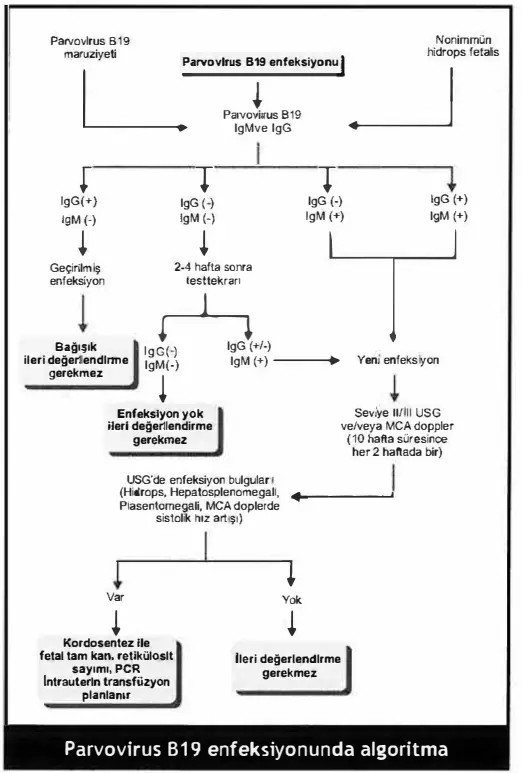 Parvovirus B19
maruziyeti
Parvovirus B19 enfeksiyonu
Nonimmün
hidrops fetalis
Parvovirus B19
IgMve IgG
IgG(+)
IgM (-)
IgG (-)
IgM (-)
IgG (-)
IgM (+)
IgG (+)
IgM (+)
Geçirilmiş
enfeksiyon
2-4 hafta sonra
testtekrarı
Bağışık
ileri değerlendirme
gerekmez
IgG(-)
IgM(-)
IgG (+/-)
IgM (+)
Yeni enfeksiyon
Enfeksiyon yok
ileri değerlendirme
gerekmez
Seviye II/III USG
ve/veya MCA doppler
(10 hafta süresince
her 2 haftada bir)
USG'de enfeksiyon bulguları
(Hidrops, Hepatosplenomegali,
Plasentomegali, MCA doplerde
sistolik hız artışı)
Var
Yok
Kordosentez ile
fetal tam kan. retikülosit
sayımı, PCR
İntrauterin transfüzyon
planlanır
İleri değerlendirme
gerekmez
Parvovirus B19 enfeksiyonunda algoritma